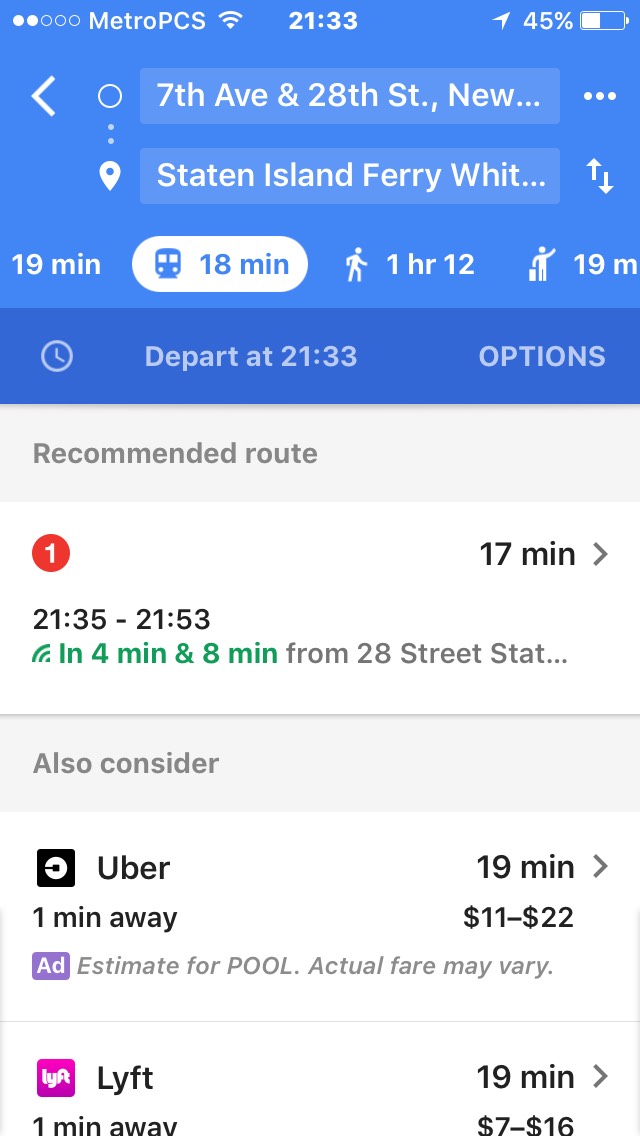 MetroPCS 21:33 45%
7th Ave & 28th St., New...
Staten Island Ferry Whit...
19 min 18 min 1 hr 12 19 m
Depart at 21:33 OPTIONS
Recommended route
1 17 min
21:35 - 21:53
In 4 min & 8 min from 28 Street Stat...
Also consider
Uber 19 min
1 min away $11–$22
Ad Estimate for POOL. Actual fare may vary.
lyft Lyft 19 min
1 min away $7–$16